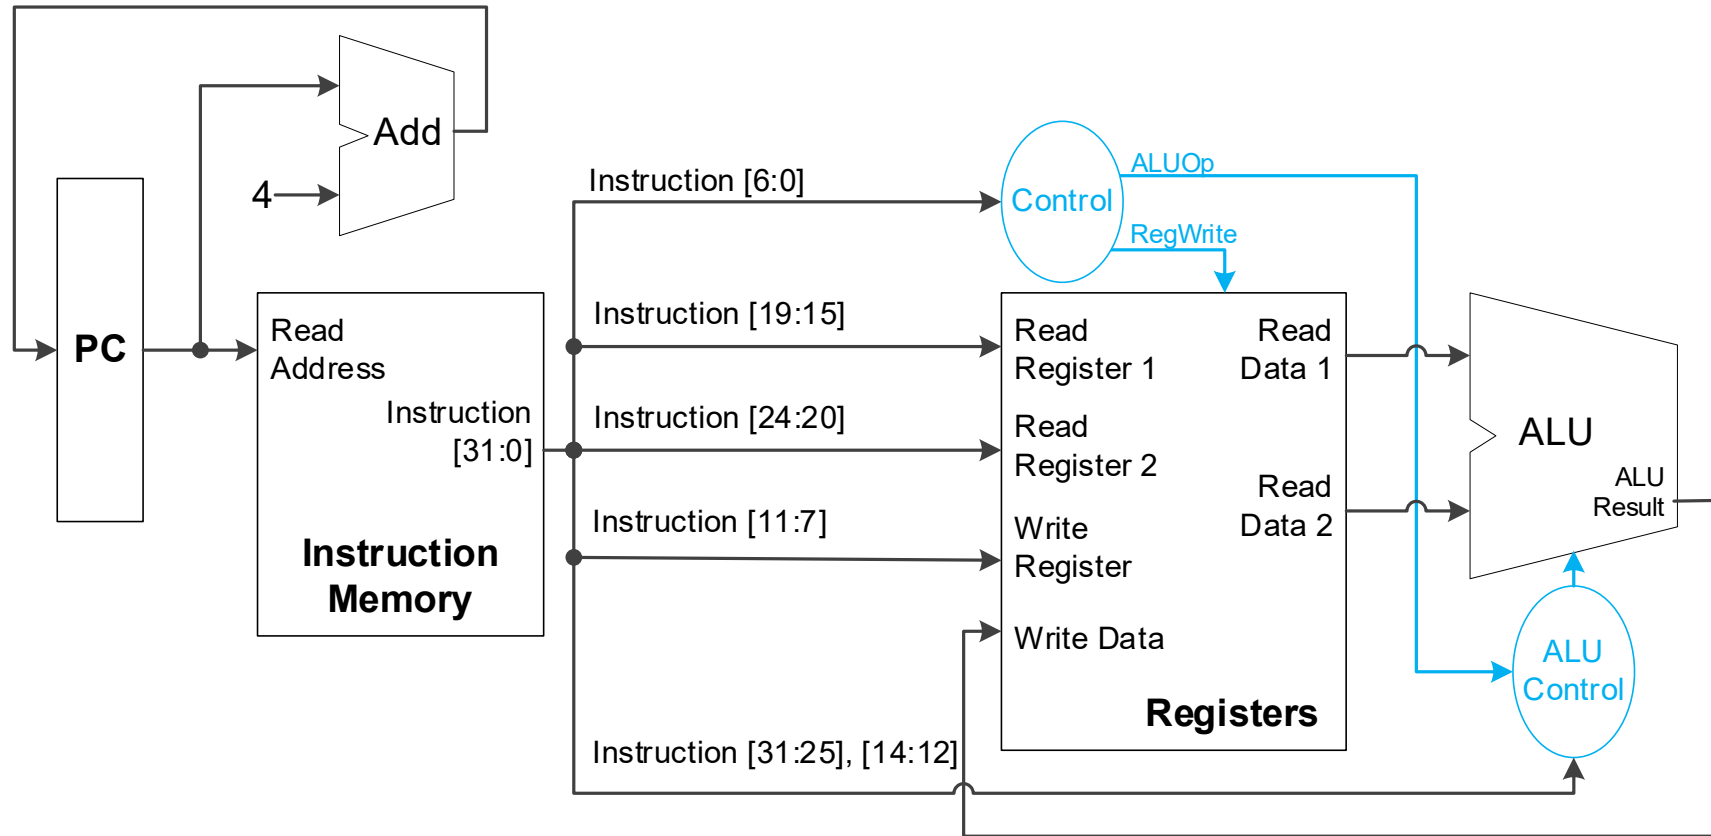 Add
4
PC
Read
Address
Instruction
[31:0]
Instruction
Memory
Instruction [6:0]
Instruction [19:15]
Instruction [24:20]
Instruction [11:7]
Instruction [31:25], [14:12]
Control
ALUOp
RegWrite
Read
Register 1
Read
Register 2
Write
Register
Write Data
Read
Data 1
Read
Data 2
Registers
ALU
ALU
Result
ALU
Control